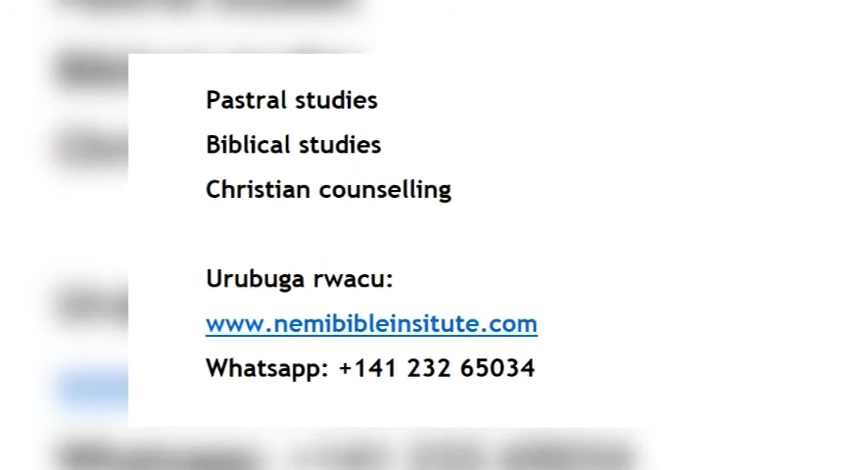 Pastral studies
Biblical studies
Christian counselling
Urubuga rwacu:
www.nemibibleinsitute.com
Whatsapp: +141 232 65034